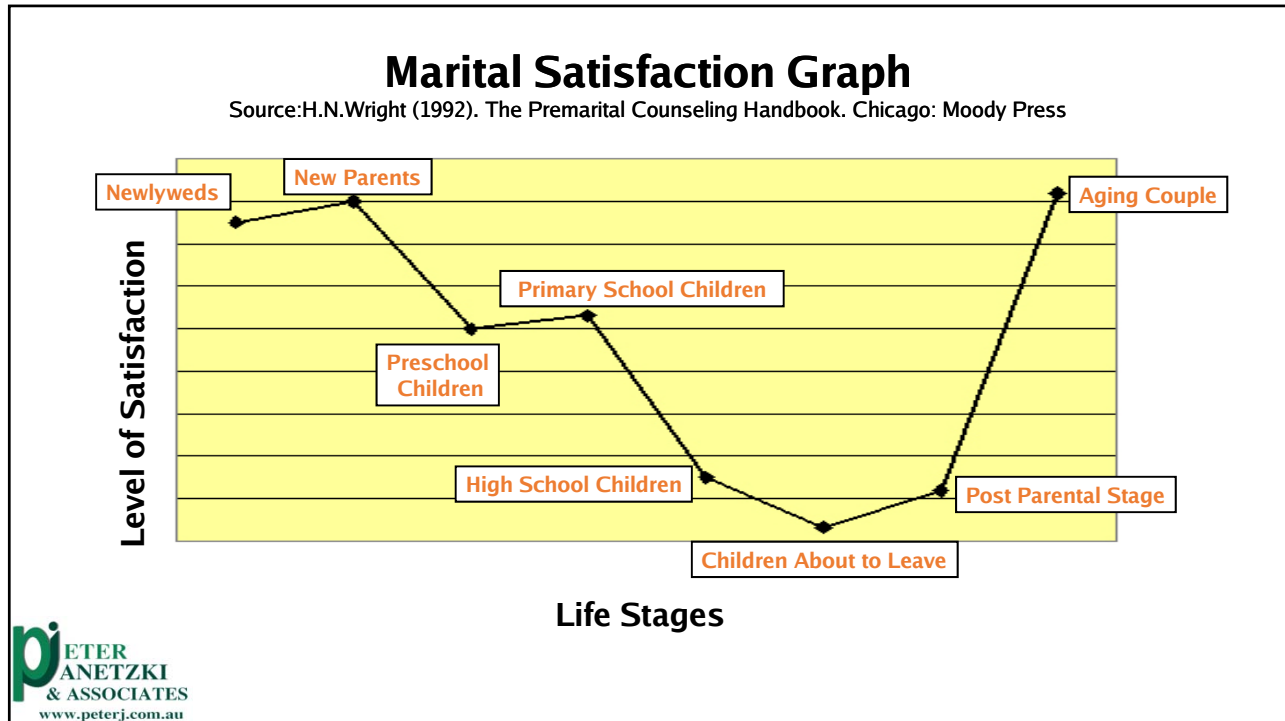 Marital Satisfaction Graph
Source:H.N.Wright (1992). The Premarital Counseling Handbook. Chicago: Moody Press
Newlyweds
New Parents
Aging Couple
Primary School Children
Preschool
Children
High School Children
Post Parental Stage
Children About to Leave
Level of Satisfaction
Life Stages
PETER
JANETZKI
& ASSOCIATES
www.peterj.com.au